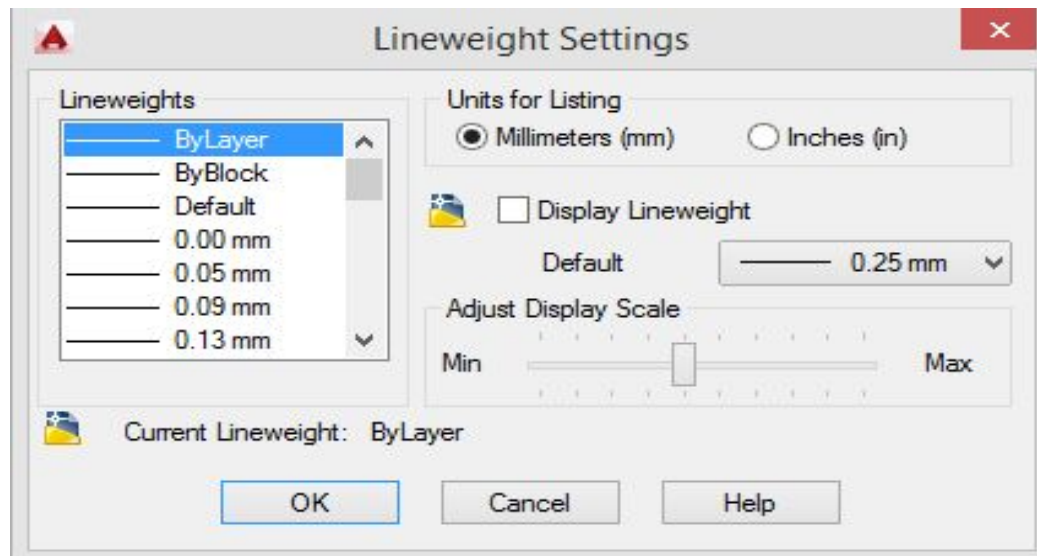 Lineweight Settings
Lineweights
ByLayer
ByBlock
Default
0.00 mm
0.05 mm
0.09 mm
0.13 mm
Units for Listing
Millimeters (mm)
Inches (in)
Display Lineweight
Default
0.25 mm
Adjust Display Scale
Min
Max
Current Lineweight: ByLayer
OK
Cancel
Help